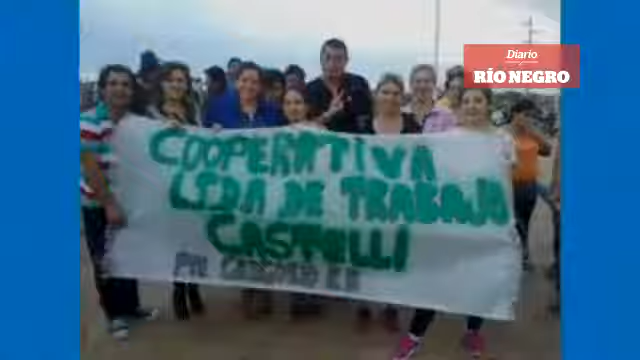 Diario
RÍO NEGRO
COOPERATIVA
LTDA DE TRABAJO
CASTELLI